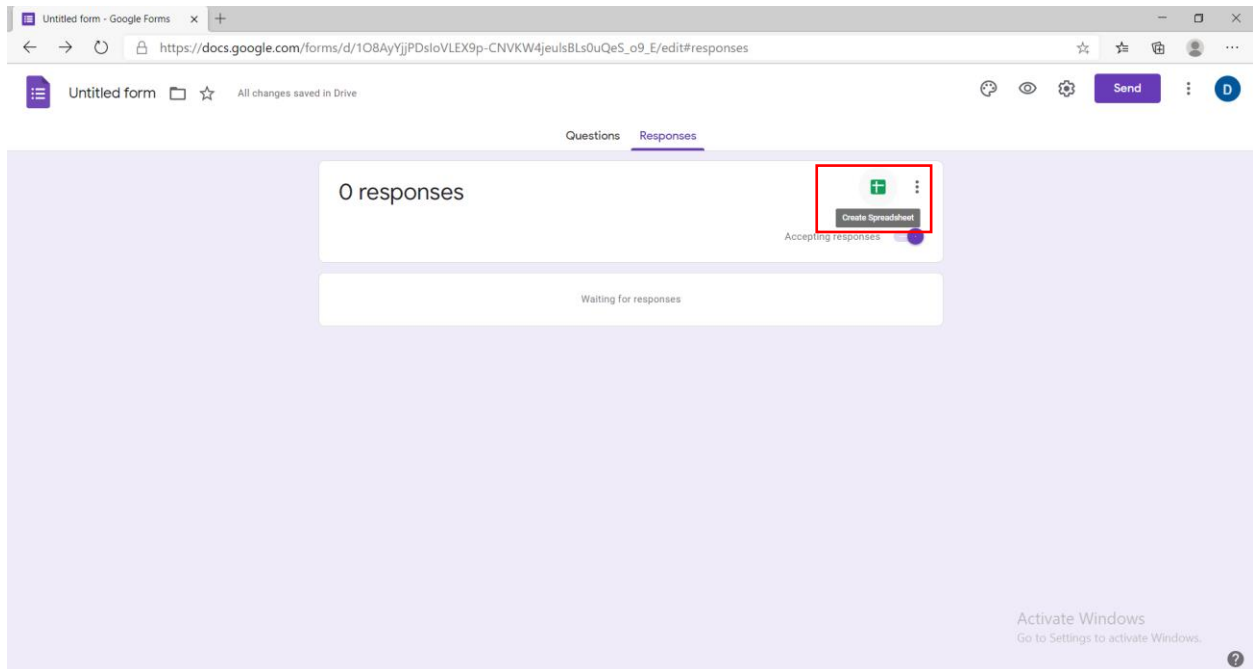 Untitled form - Google Forms
https://docs.google.com/forms/d/1O8AyYjjPDsIoVLEX9p-CNVKW4jeulsBLs0uQeS_o9_E/edit#responses
Untitled form All changes saved in Drive Send D
Questions Responses
0 responses
Create Spreadsheet
Accepting responses
Waiting for responses
Activate Windows
Go to Settings to activate Windows.